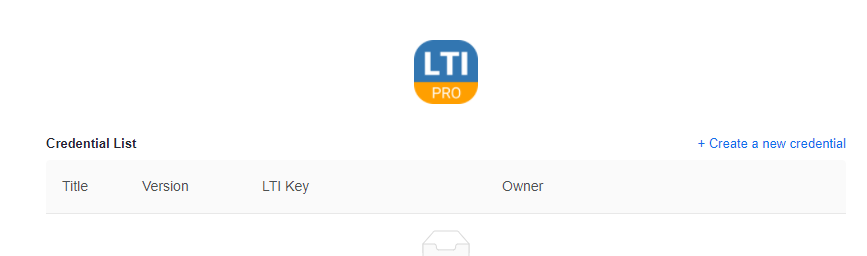 LTI
PRO
Credential List
+ Create a new credential
Title Version LTI Key Owner